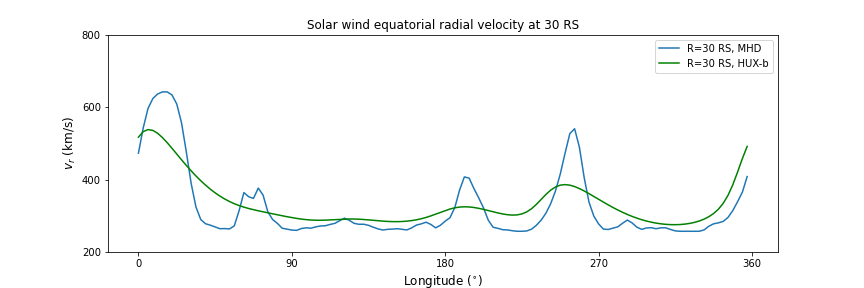 Solar wind equatorial radial velocity at 30 RS
800
600
400
200
v_r (km/s)
R=30 RS, MHD
R=30 RS, HUX-b
0
90
180
270
360
Longitude (°)